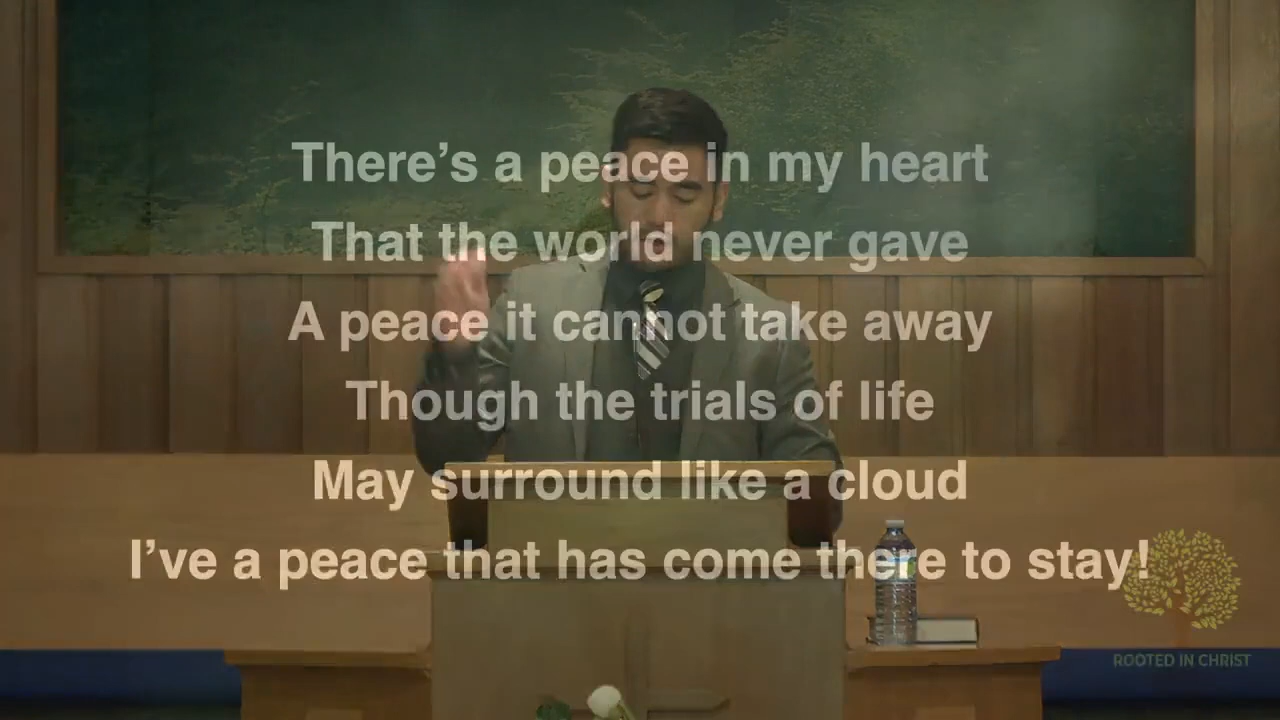 There’s a peace in my heart
That the world never gave
A peace it cannot take away
Though the trials of life
May surround like a cloud
I’ve a peace that has come there to stay!
ROOTED IN CHRIST